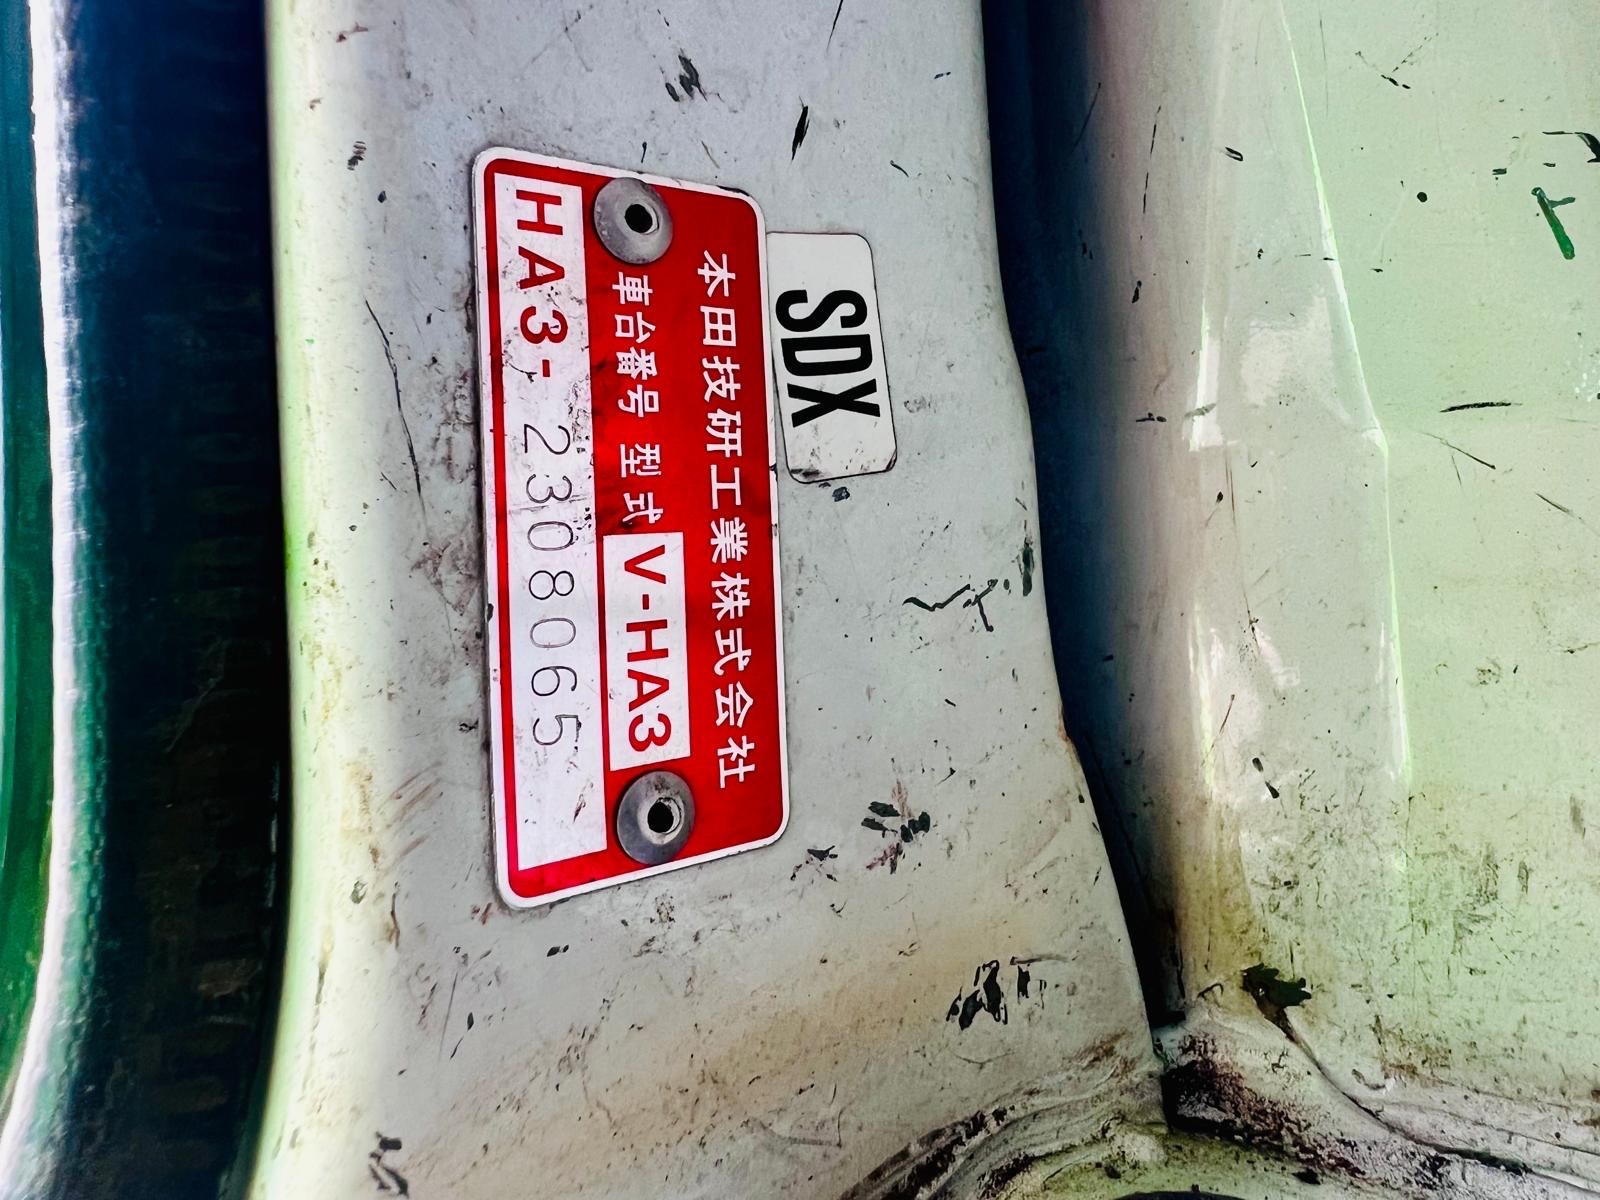 SDX
本田技研工業株式会社
車台番号 型式 V-HA3
HA3- 2308065